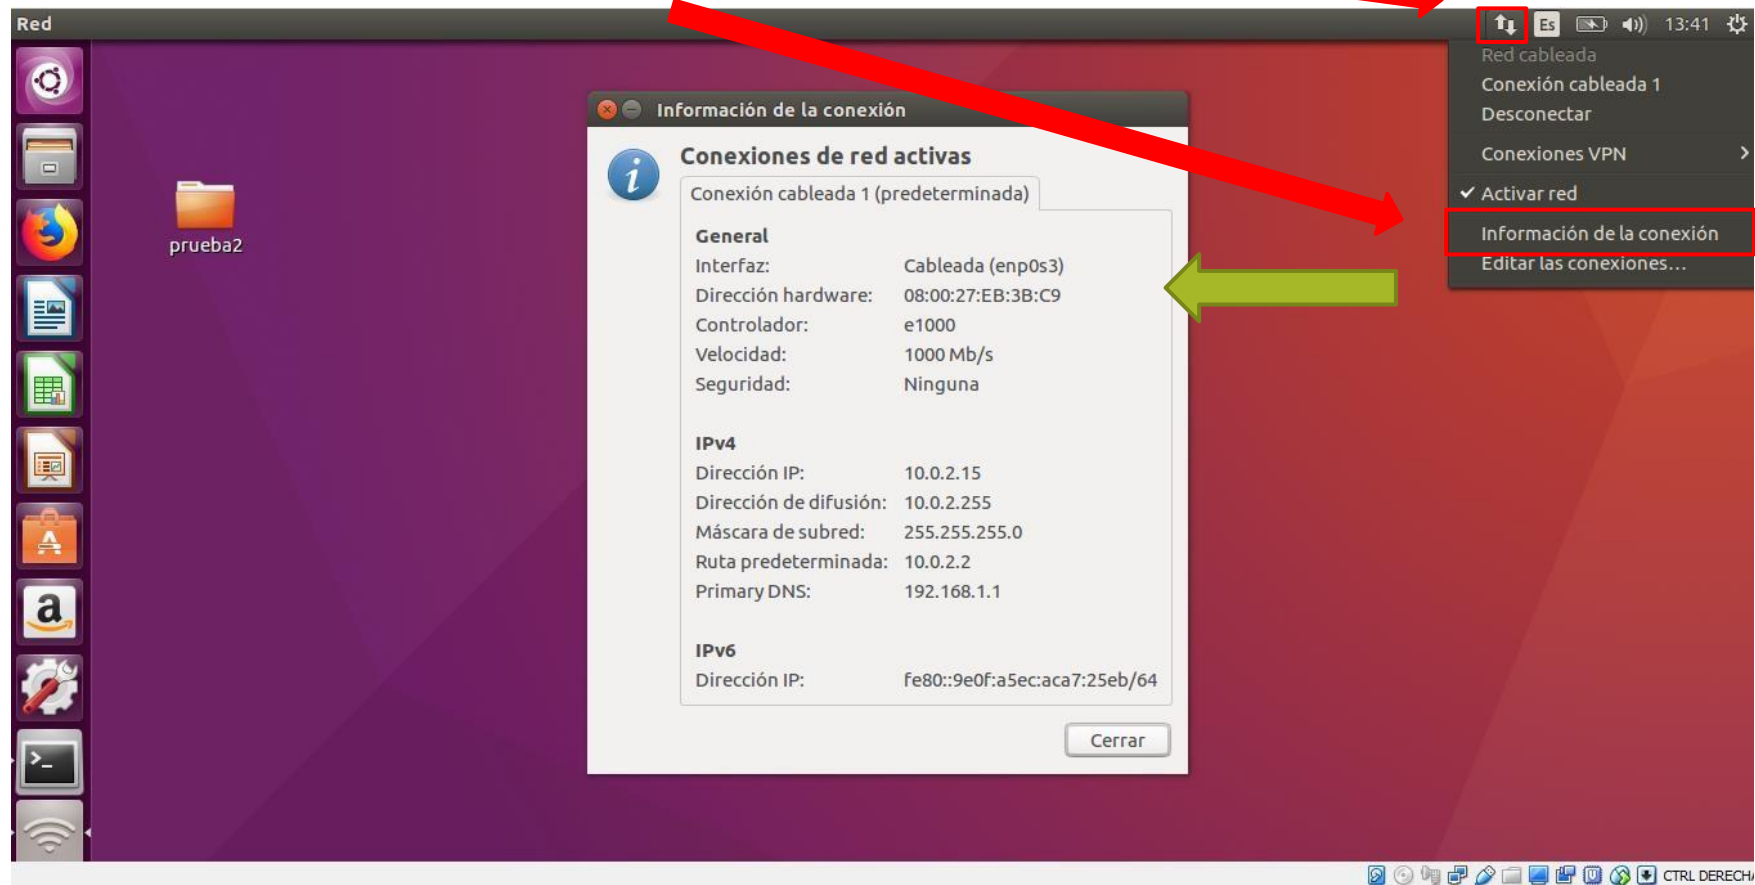 Red
Es
13:41
Red cableada
Conexión cableada 1
Desconectar
Conexiones VPN
Activar red
Información de la conexión
Editar las conexiones...
prueba2
Información de la conexión
Conexiones de red activas
Conexión cableada 1 (predeterminada)
General
Interfaz: Cableada (enp0s3)
Dirección hardware: 08:00:27:EB:3B:C9
Controlador: e1000
Velocidad: 1000 Mb/s
Seguridad: Ninguna
IPv4
Dirección IP: 10.0.2.15
Dirección de difusión: 10.0.2.255
Máscara de subred: 255.255.255.0
Ruta predeterminada: 10.0.2.2
Primary DNS: 192.168.1.1
IPv6
Dirección IP: fe80::9e0f:a5ec:aca7:25eb/64
Cerrar
CTRL DERECHA